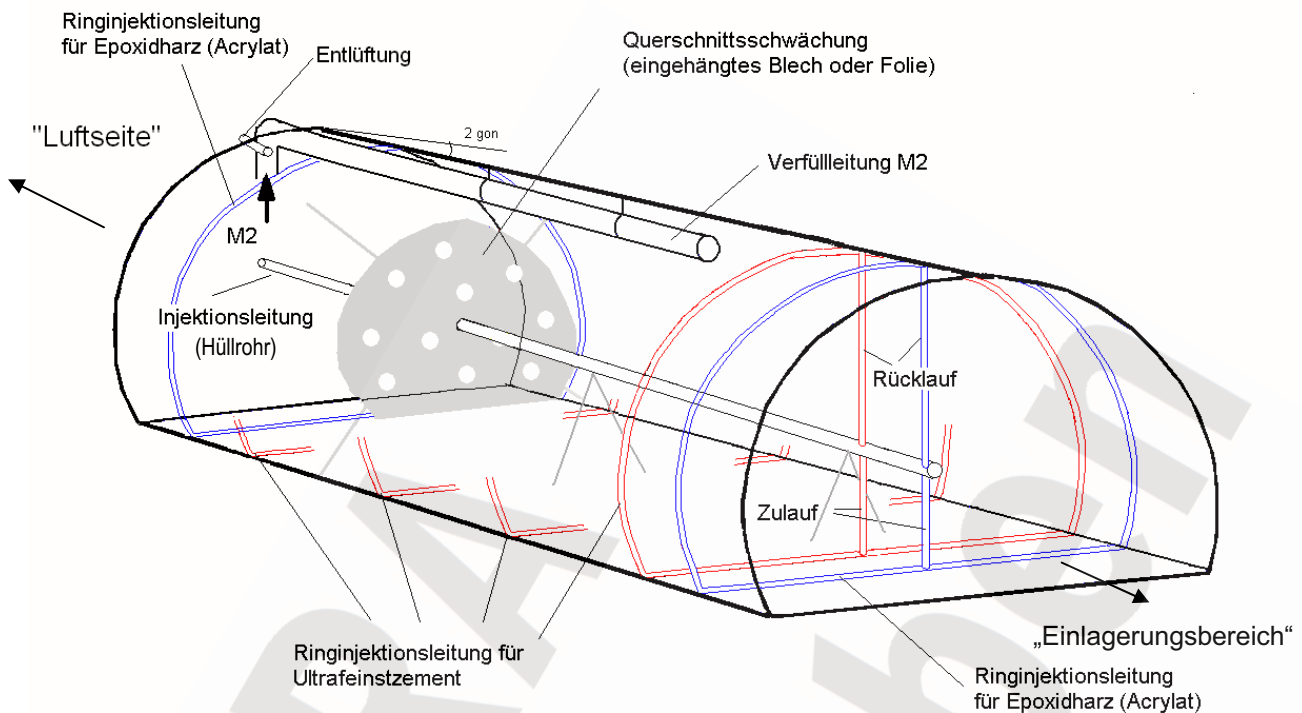 Ringinjektionsleitung
für Epoxidharz (Acrylat)
Entlüftung
Querschnittsschwächung
(eingehängtes Blech oder Folie)
"Luftseite"
2 gon
Verfüllleitung M2
M2
Injektionsleitung
(Hüllrohr)
Rücklauf
Zulauf
„Einlagerungsbereich“
Ringinjektionsleitung für
Ultrafeinstzement
Ringinjektionsleitung
für Epoxidharz (Acrylat)